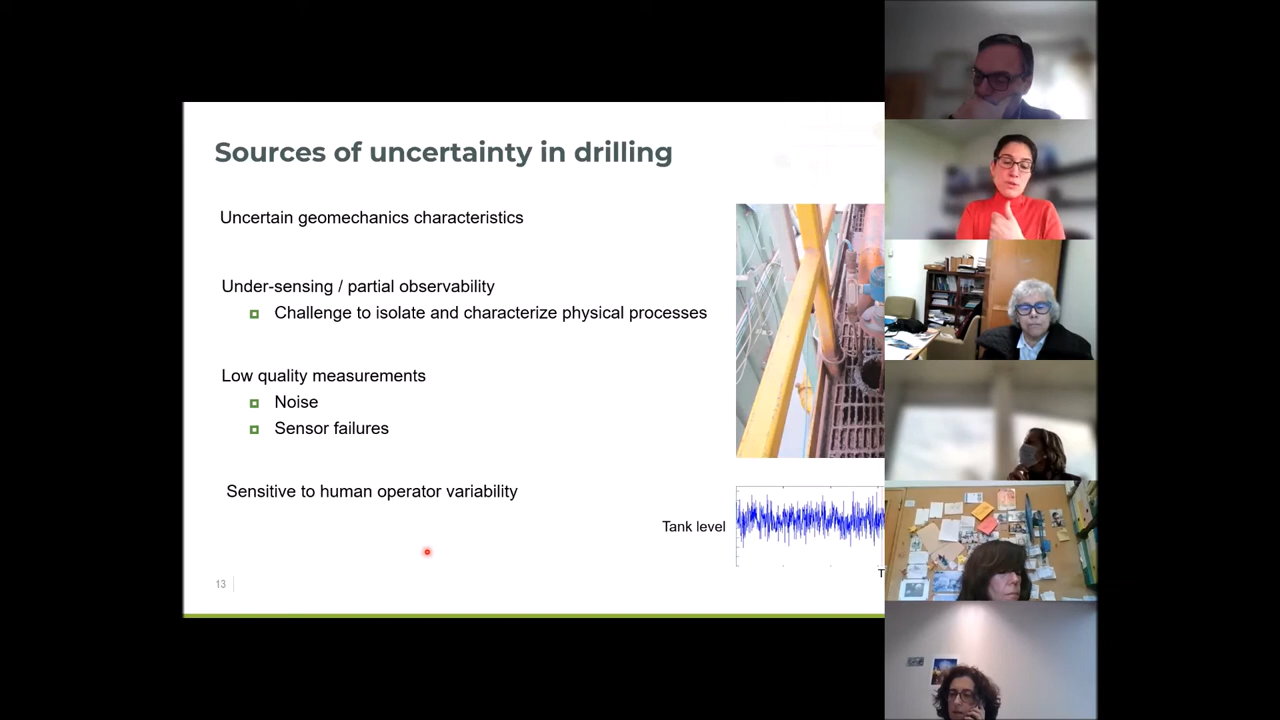 Sources of uncertainty in drilling
Uncertain geomechanics characteristics
Under-sensing / partial observability
Challenge to isolate and characterize physical processes
Low quality measurements
Noise
Sensor failures
Sensitive to human operator variability
Tank level
T
13